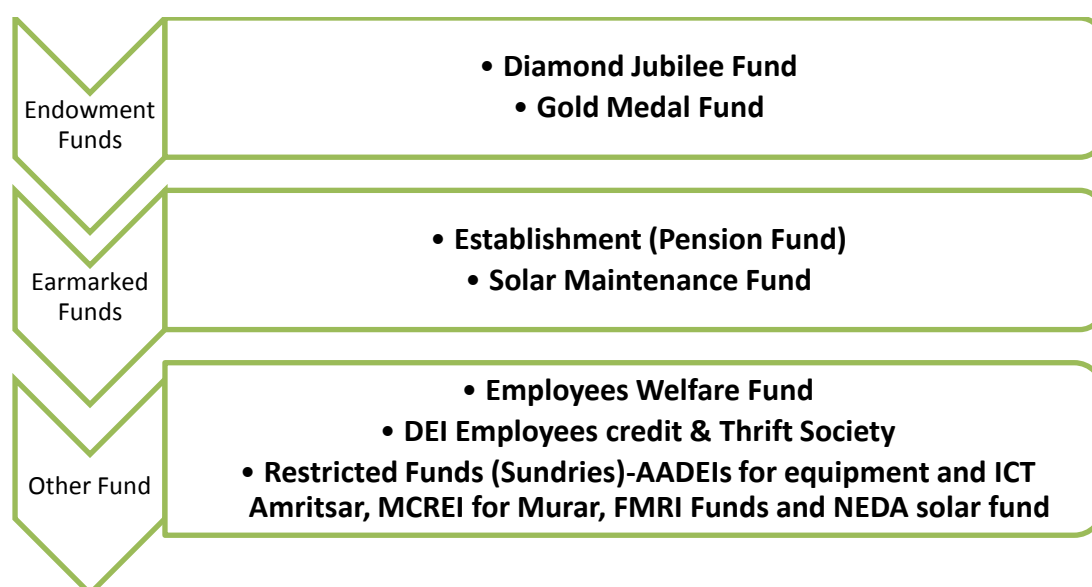 Endowment
Funds
• Diamond Jubilee Fund
• Gold Medal Fund
Earmarked
Funds
• Establishment (Pension Fund)
• Solar Maintenance Fund
Other Fund
• Employees Welfare Fund
• DEI Employees credit & Thrift Society
• Restricted Funds (Sundries)-AADEIs for equipment and ICT
Amritsar, MCREI for Murar, FMRI Funds and NEDA solar fund